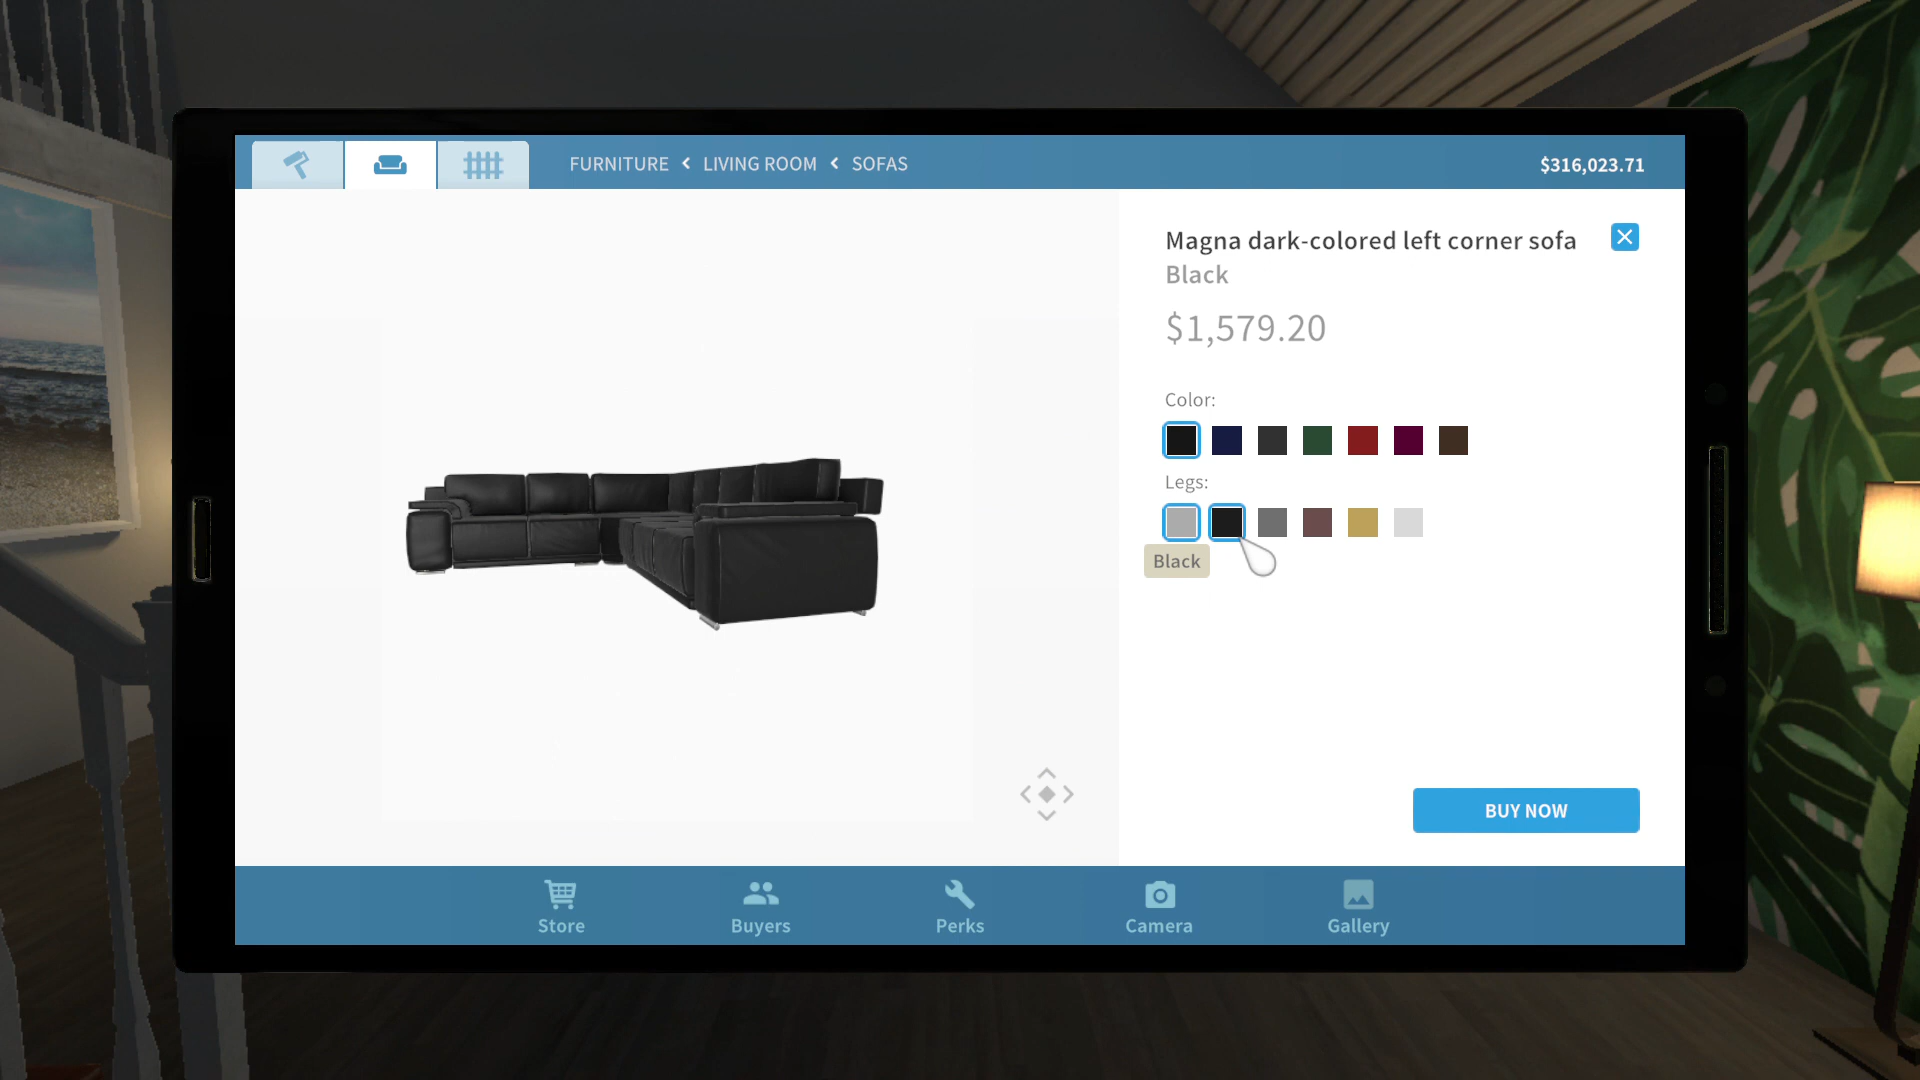 FURNITURE < LIVING ROOM < SOFAS
$316,023.71
Magna dark-colored left corner sofa
Black
$1,579.20
Color:
Legs:
Black
BUY NOW
Store
Buyers
Perks
Camera
Gallery